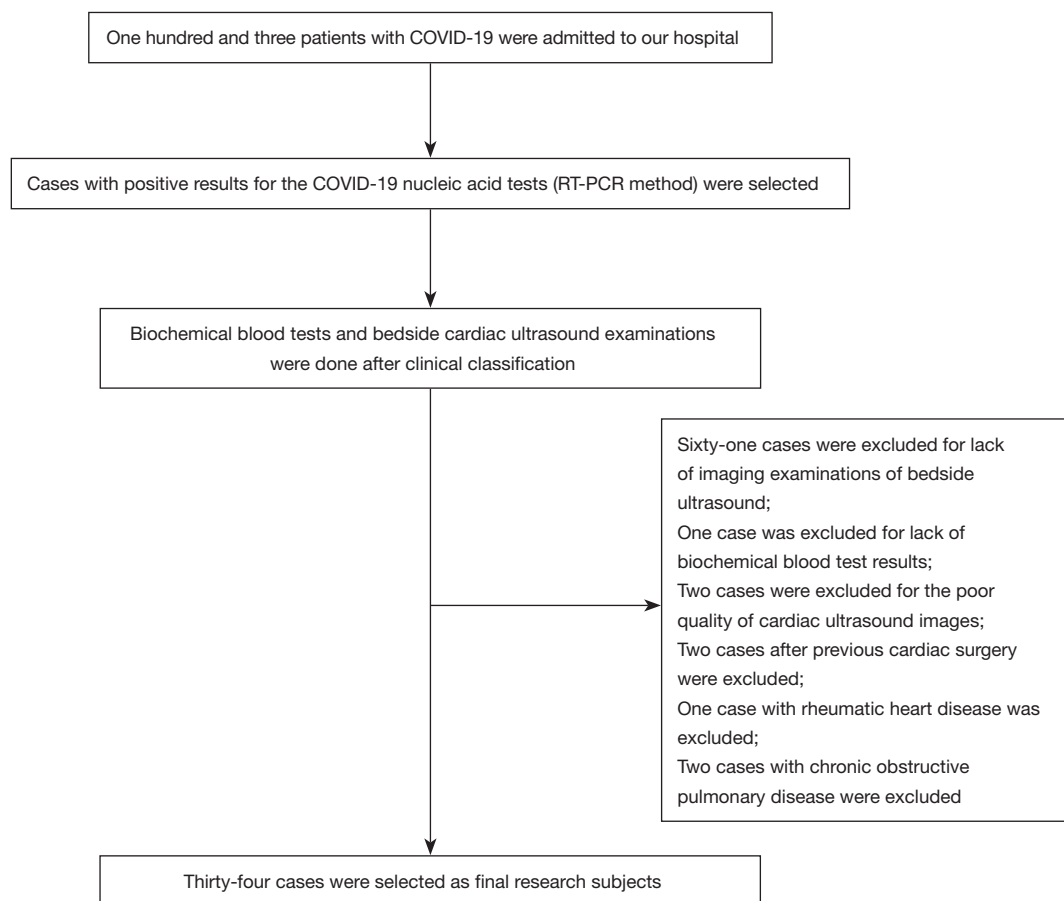 One hundred and three patients with COVID-19 were admitted to our hospital
Cases with positive results for the COVID-19 nucleic acid tests (RT-PCR method) were selected
Biochemical blood tests and bedside cardiac ultrasound examinations
were done after clinical classification
Sixty-one cases were excluded for lack
of imaging examinations of bedside
ultrasound;
One case was excluded for lack of
biochemical blood test results;
Two cases were excluded for the poor
quality of cardiac ultrasound images;
Two cases after previous cardiac surgery
were excluded;
One case with rheumatic heart disease was
excluded;
Two cases with chronic obstructive
pulmonary disease were excluded
Thirty-four cases were selected as final research subjects